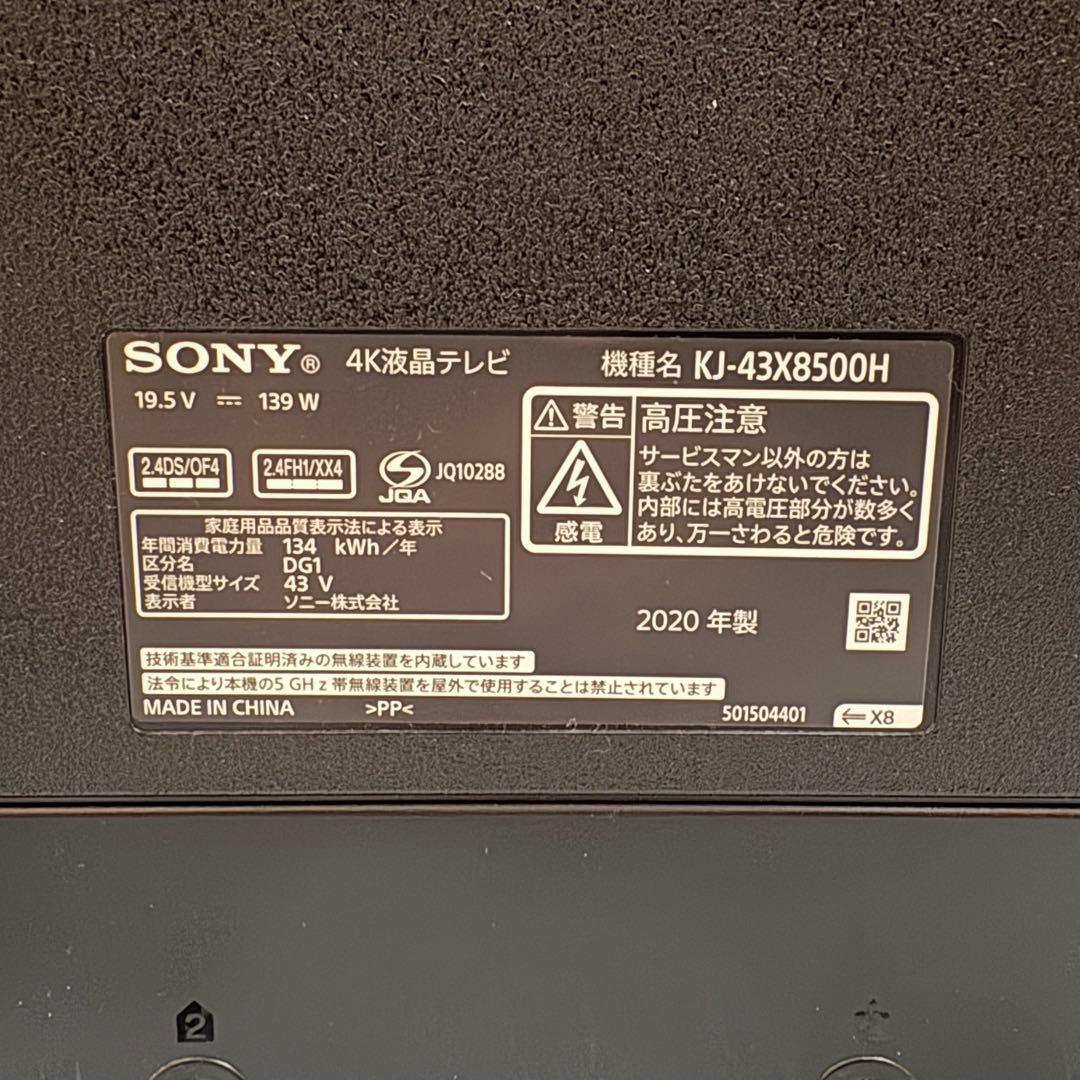 SONY® 4K液晶テレビ 機種名 KJ-43X8500H
19.5 V ⎓ 139 W
2.4DS/OF4 2.4FH1/XX4 JQA JQ10288
⚠警告 高圧注意
感電
サービスマン以外の方は
裏ぶたをあけないでください。
内部には高電圧部分が数多く
あり、万一さわると危険です。
家庭用品品質表示法による表示
年間消費電力量 134 kWh/年
区分名 DG1
受信機型サイズ 43 V
表示者 ソニー株式会社
2020 年製
技術基準適合証明済みの無線装置を内蔵しています
法令により本機の5 GHz帯無線装置を屋外で使用することは禁止されています
MADE IN CHINA >PP< 501504401 ⇐ X8
2